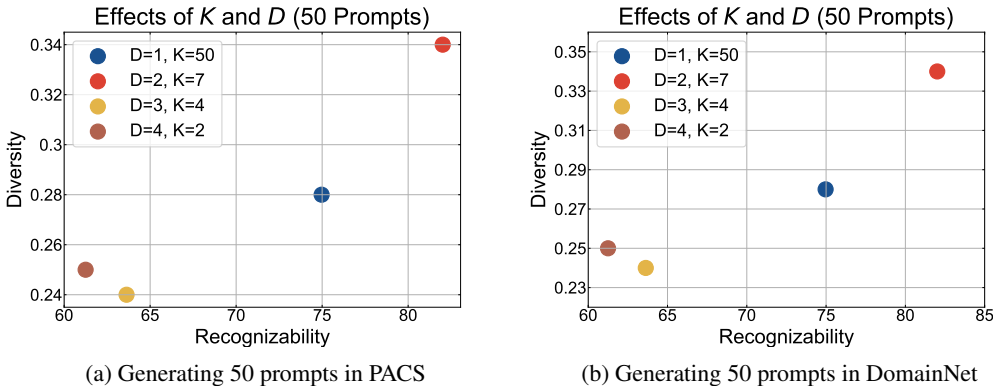 Effects of K and D (50 Prompts)
D=1, K=50
D=2, K=7
D=3, K=4
D=4, K=2
Diversity
0.34
0.32
0.3
0.28
0.26
0.24
60 65 70 75 80
Recognizability
(a) Generating 50 prompts in PACS
Effects of K and D (50 Prompts)
D=1, K=50
D=2, K=7
D=3, K=4
D=4, K=2
Diversity
0.35
0.33
0.31
0.29
0.27
0.25
0.23
60 65 70 75 80 85
Recognizability
(b) Generating 50 prompts in DomainNet